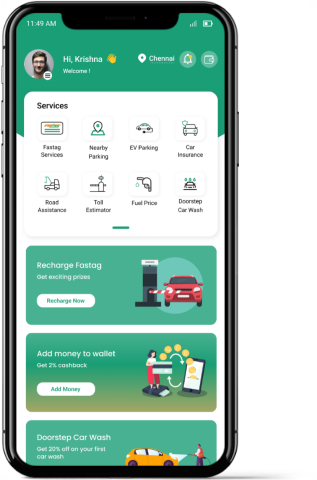 11:49 AM
Hi, Krishna 👋
Welcome !
Chennai
Services
Fastag
Services
Nearby
Parking
EV Parking
Car
Insurance
Road
Assistance
Toll
Estimator
Fuel Price
Doorstep
Car Wash
Recharge Fastag
Get exciting prizes
Recharge Now
Add money to wallet
Get 2% cashback
Add Money
Doorstep Car Wash
Get 20% off on your first
car wash